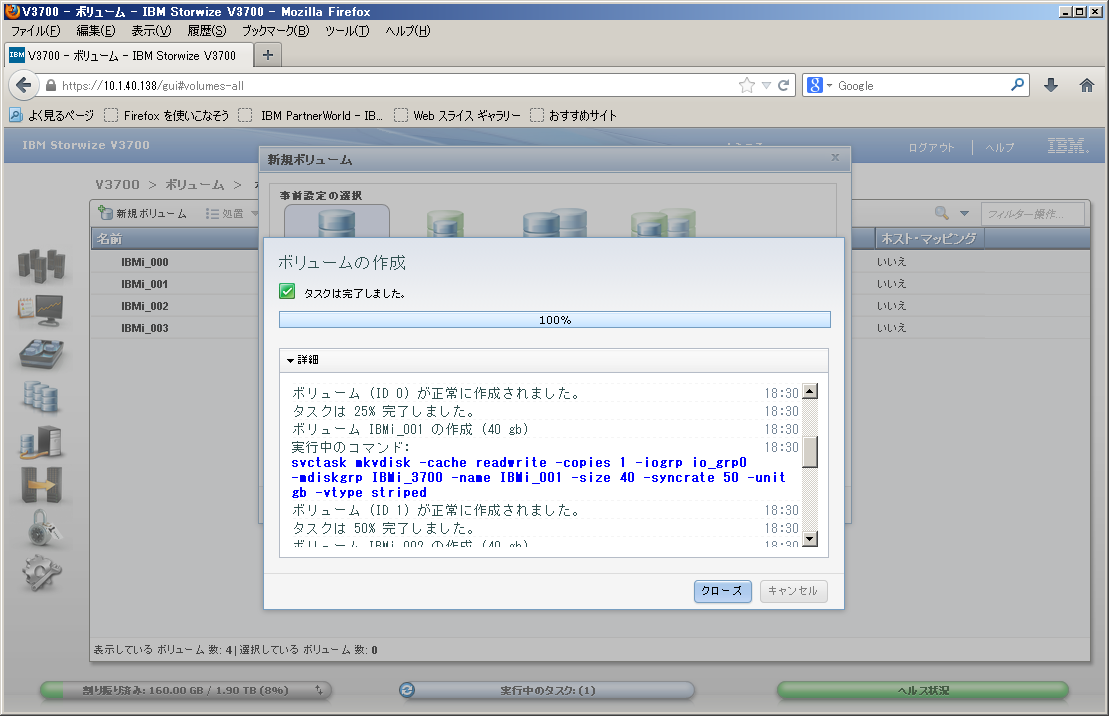 V3700 - ボリューム - IBM Storwize V3700 - Mozilla Firefox
ファイル(F) 編集(E) 表示(V) 履歴(S) ブックマーク(B) ツール(T) ヘルプ(H)
IBM V3700 - ボリューム - IBM Storwize V3700
https://10.1.40.138/gui#volumes-all
8 Google
よく見るページ Firefox を使いこなそう IBM PartnerWorld - IB... Web スライス ギャラリー おすすめサイト
IBM Storwize V3700
ログアウト | ヘルプ IBM.
新規ボリューム
V3700 > ボリューム >
事前設定の選択
新規ボリューム 処置
フィルター操作...
名前 ホスト・マッピング
IBMi_000 いいえ
IBMi_001 いいえ
IBMi_002 いいえ
IBMi_003 いいえ
ボリュームの作成
タスクは完了しました。
100%
詳細
ボリューム (ID 0) が正常に作成されました。 18:30
タスクは 25% 完了しました。 18:30
ボリューム IBMi_001 の作成 (40 gb) 18:30
実行中のコマンド: 18:30
svctask mkvdisk -cache readwrite -copies 1 -iogrp io_grp0
-mdiskgrp IBMi_3700 -name IBMi_001 -size 40 -syncrate 50 -unit
gb -vtype striped
ボリューム (ID 1) が正常に作成されました。 18:30
タスクは 50% 完了しました。 18:30
ボリューム IBMi_002 の作成 (40 gb) 18:30
クローズ キャンセル
表示している ボリューム 数: 4 | 選択している ボリューム 数: 0
割り振り済み: 160.00 GB / 1.90 TB (8%) 実行中のタスク: (1) ヘルス状況